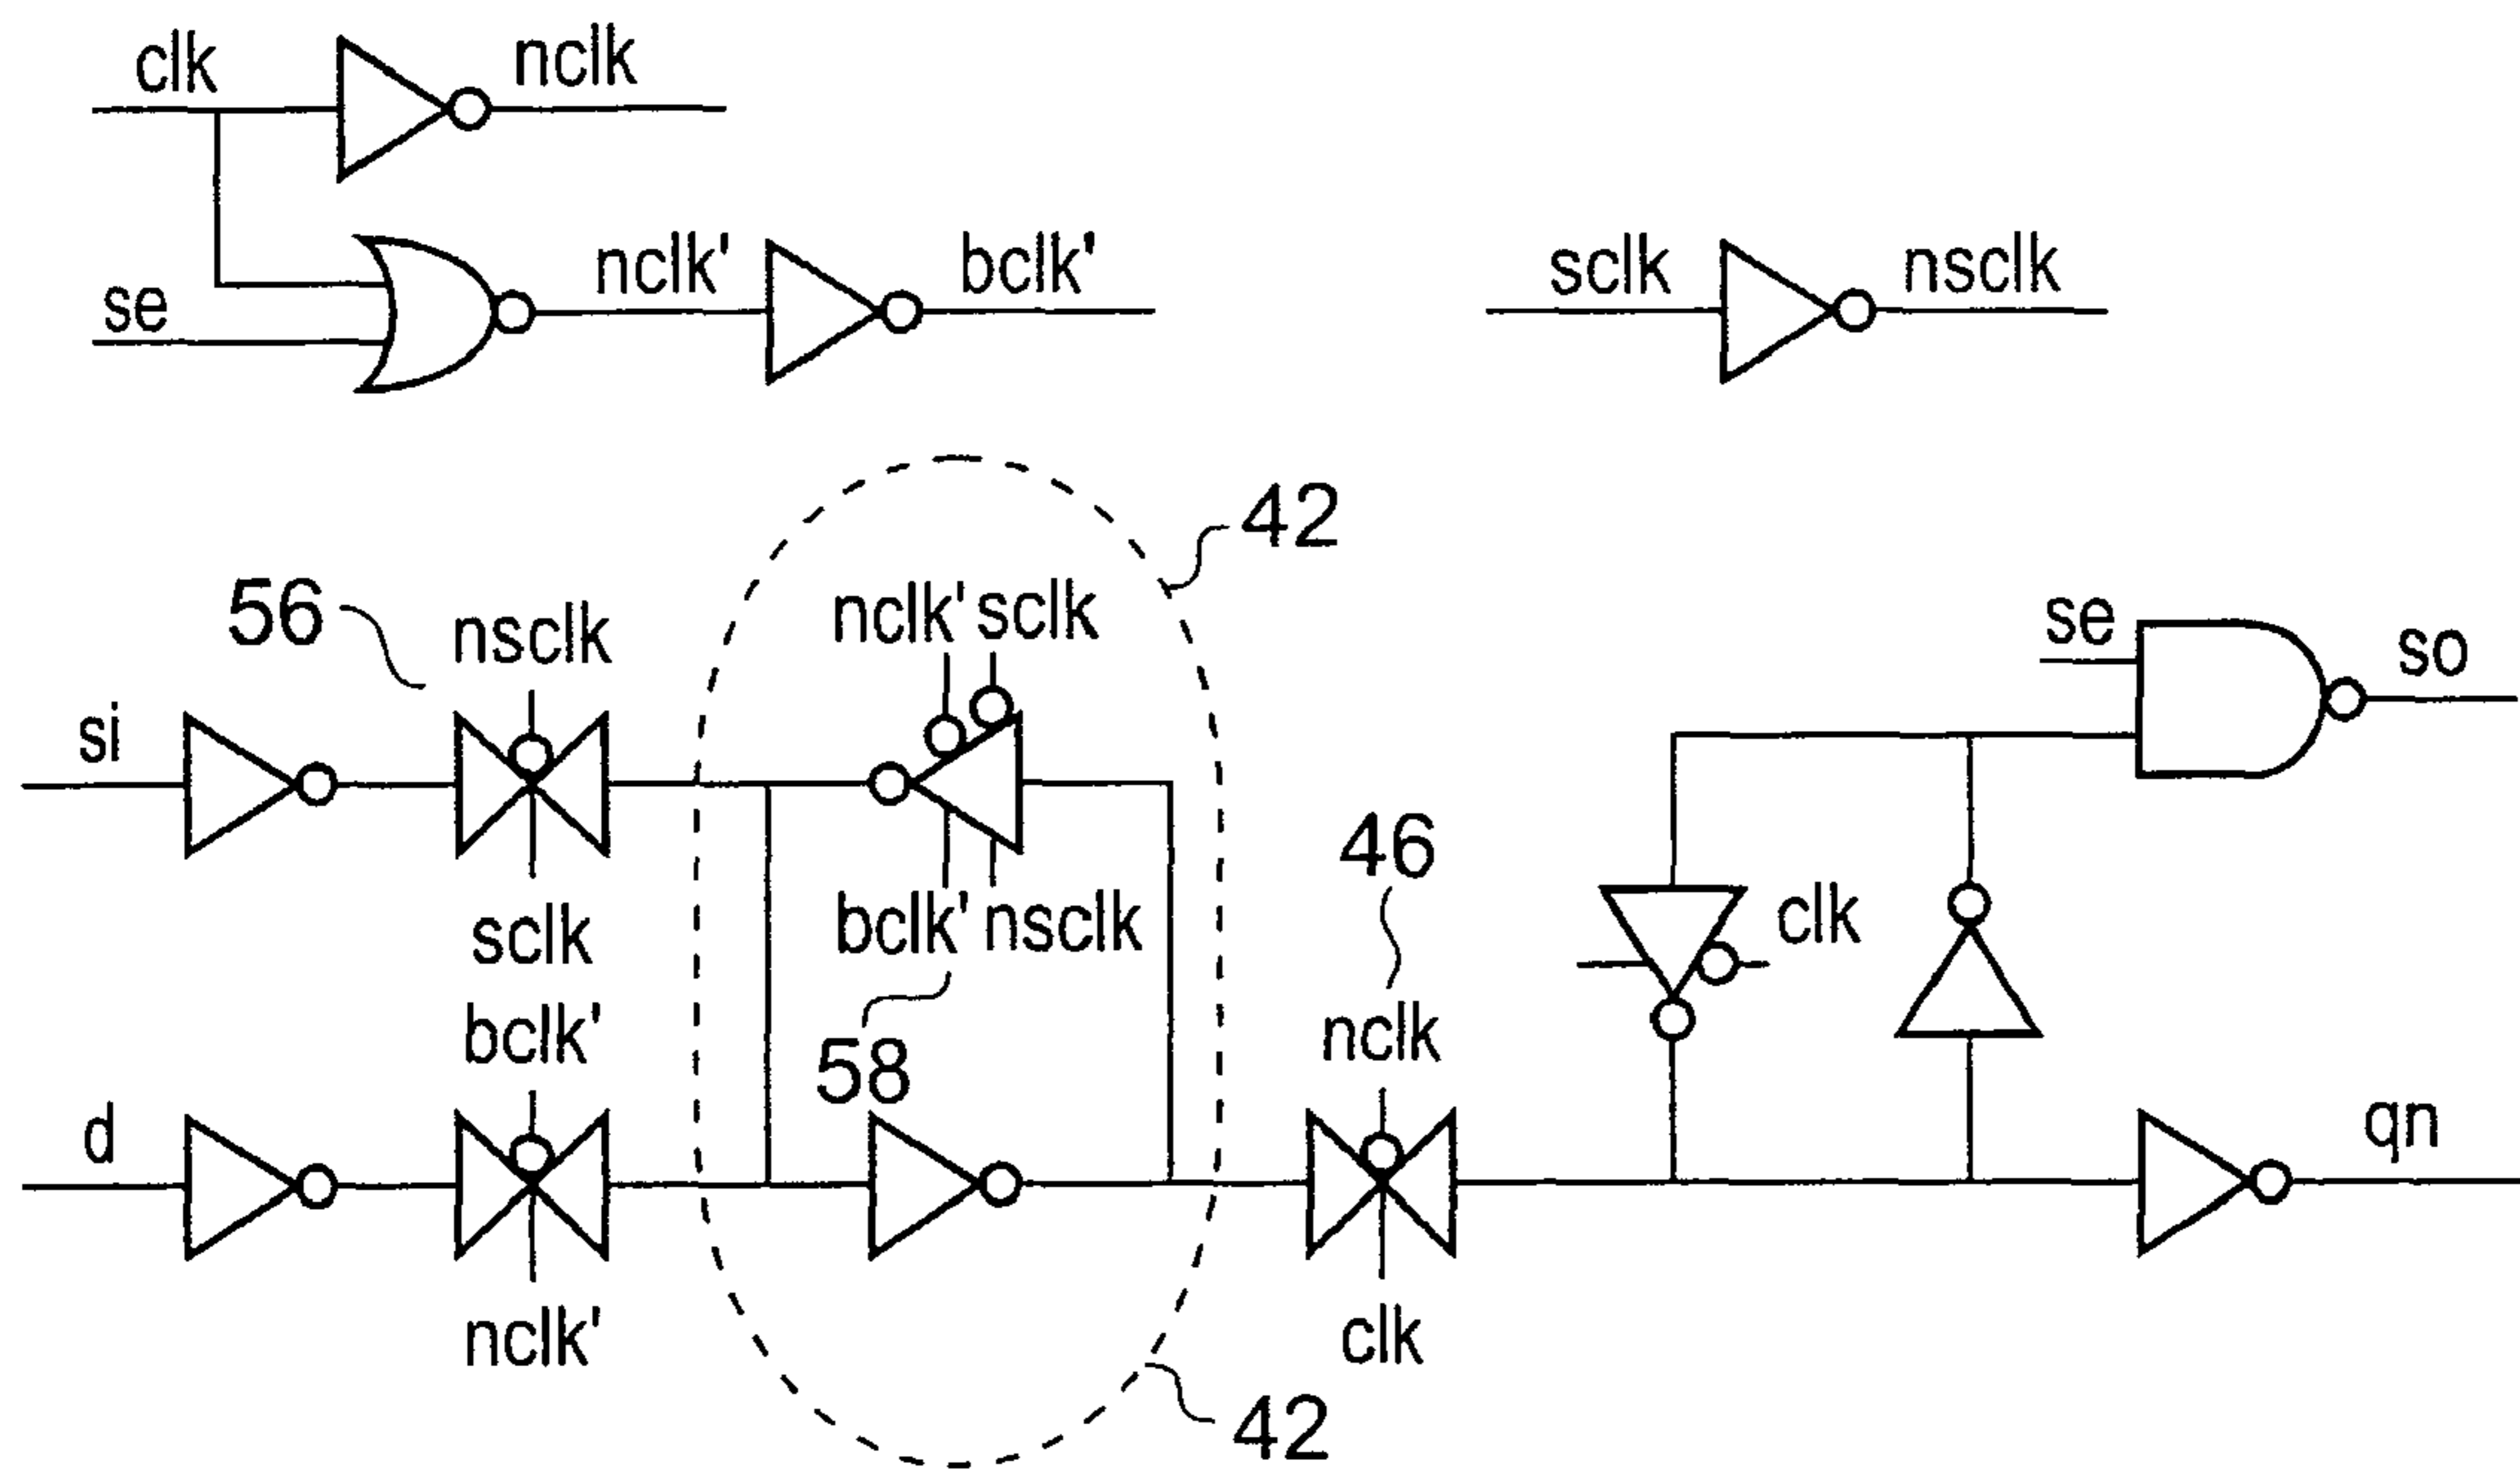 clk nclk
se nclk' bclk' sclk nsclk
42
56 nsclk nclk' sclk se so
si
46
sclk bclk' nsclk clk
bclk' 58 nclk
d qn
nclk' clk
42